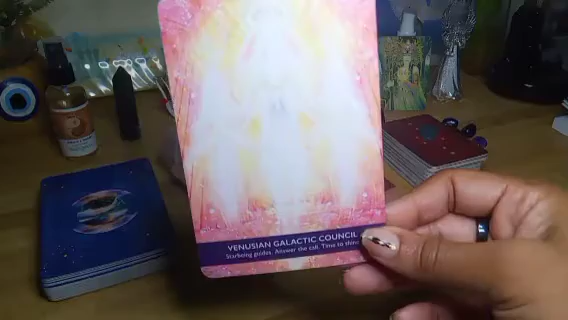 VENUSIAN GALACTIC COUNCIL
Starbeing guides. Answer the call. Time to shine